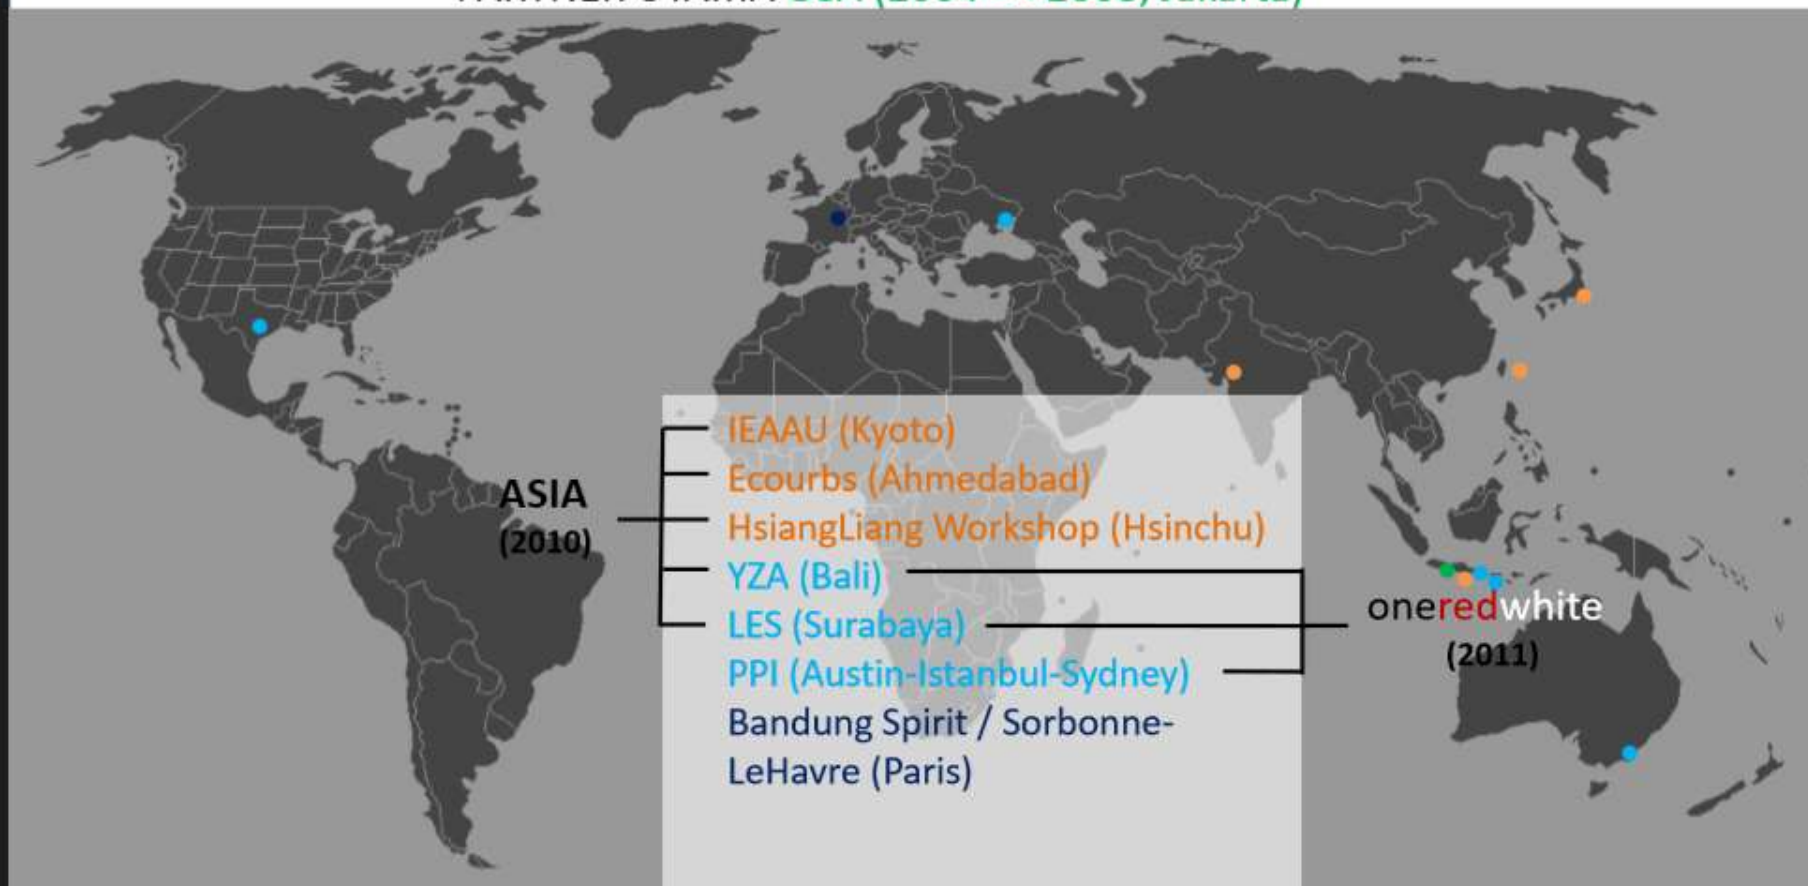 ASIA
(2010)
IEAAU (Kyoto)
Ecourbs (Ahmedabad)
HsiangLiang Workshop (Hsinchu)
YZA (Bali)
LES (Surabaya)
PPI (Austin-Istanbul-Sydney)
Bandung Spirit / Sorbonne-
LeHavre (Paris)
oneredwhite
(2011)